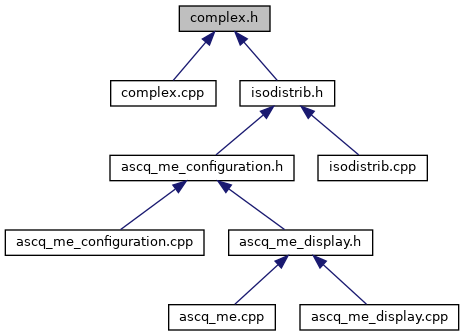 complex.h
complex.cpp
isodistrib.h
ascq_me_configuration.h
isodistrib.cpp
ascq_me_configuration.cpp
ascq_me_display.h
ascq_me.cpp
ascq_me_display.cpp